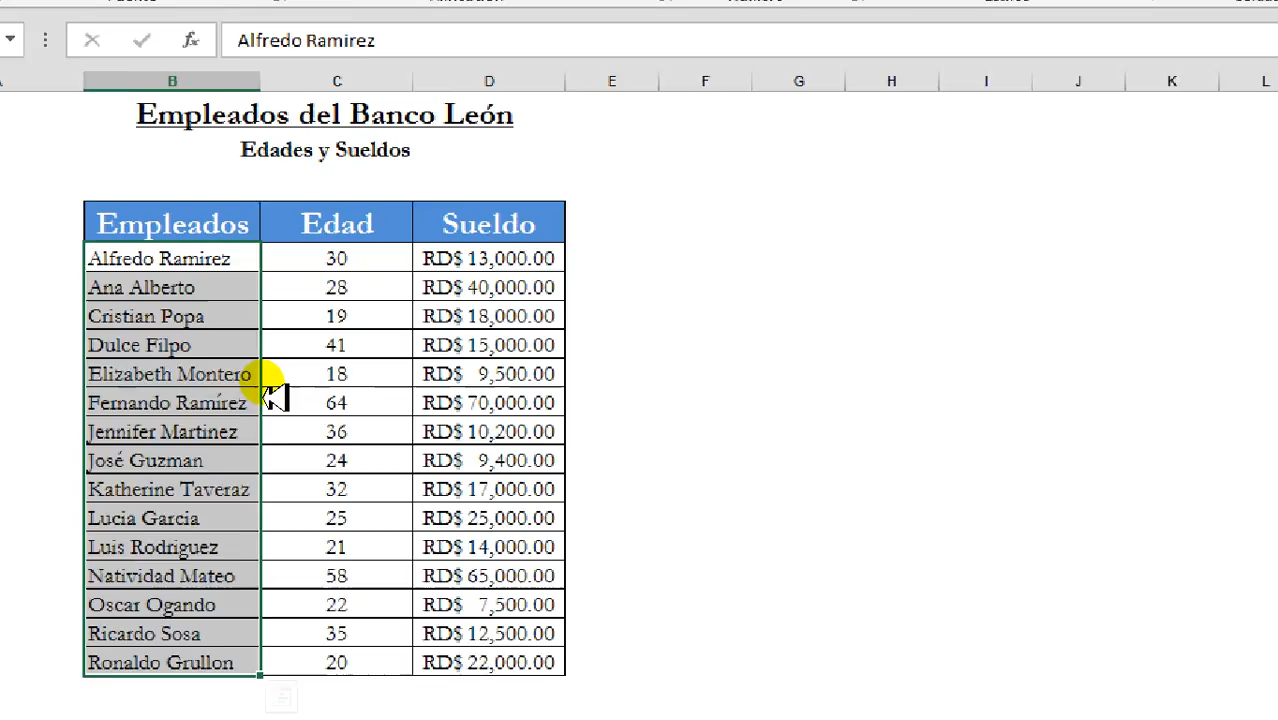 fx Alfredo Ramirez
B C D E F G H I J K L
Empleados del Banco León
Edades y Sueldos
Empleados Edad Sueldo
Alfredo Ramirez 30 RD$ 13,000.00
Ana Alberto 28 RD$ 40,000.00
Cristian Popa 19 RD$ 18,000.00
Dulce Filpo 41 RD$ 15,000.00
Elizabeth Montero 18 RD$ 9,500.00
Fernando Ramírez 64 RD$ 70,000.00
Jennifer Martinez 36 RD$ 10,200.00
José Guzman 24 RD$ 9,400.00
Katherine Taveraz 32 RD$ 17,000.00
Lucia Garcia 25 RD$ 25,000.00
Luis Rodriguez 21 RD$ 14,000.00
Natividad Mateo 58 RD$ 65,000.00
Oscar Ogando 22 RD$ 7,500.00
Ricardo Sosa 35 RD$ 12,500.00
Ronaldo Grullon 20 RD$ 22,000.00